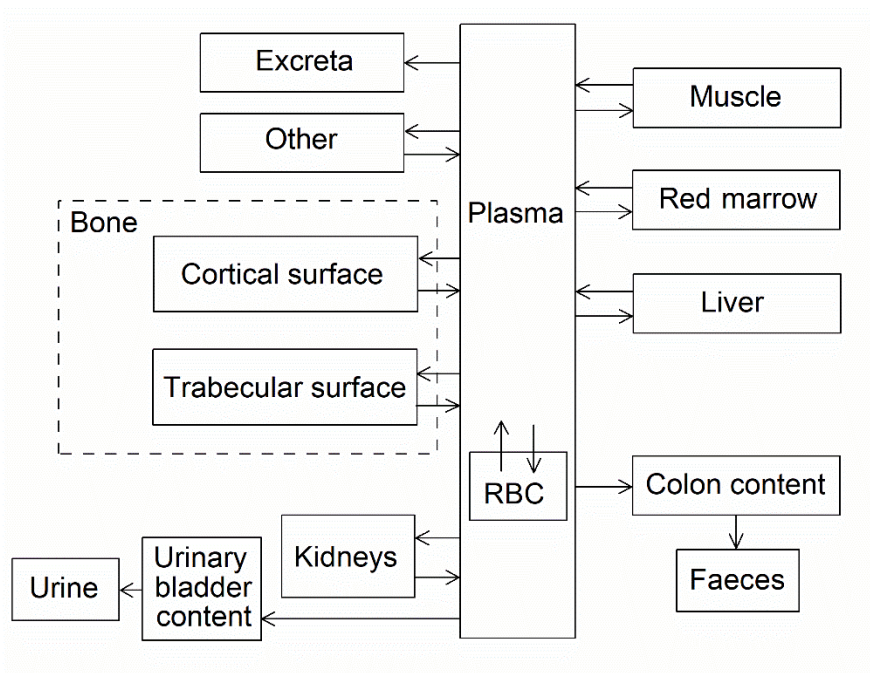 Excreta
Other
Bone
Cortical surface
Trabecular surface
Plasma
RBC
Muscle
Red marrow
Liver
Colon content
Faeces
Kidneys
Urinary
bladder
content
Urine